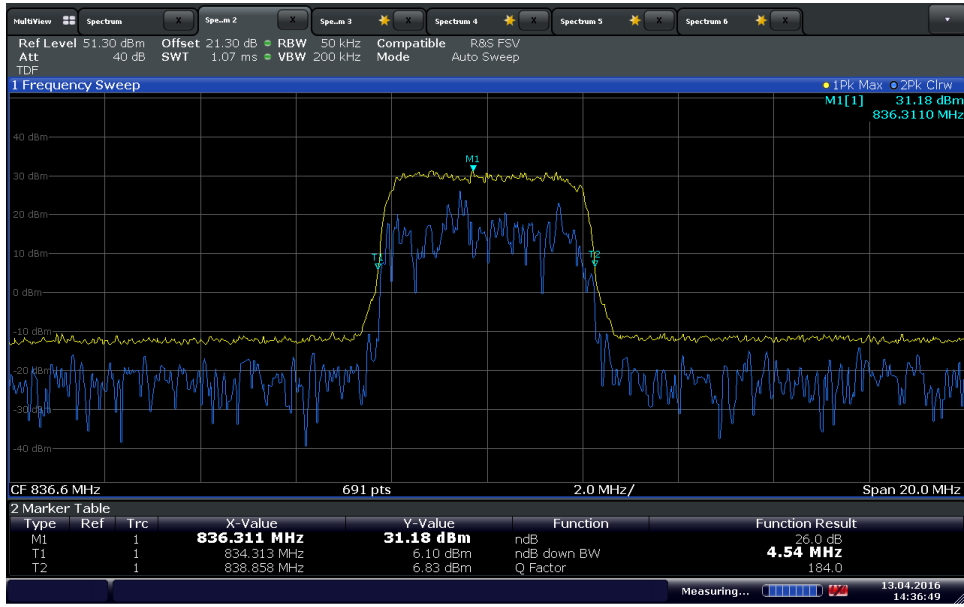 MultiView Spectrum X Spe...m 2 X Spe...m 3 X Spectrum 4 X Spectrum 5 X Spectrum 6 X
Ref Level 51.30 dBm Offset 21.30 dB RBW 50 kHz Compatible R&S FSV
Att 40 dB SWT 1.07 ms VBW 200 kHz Mode Auto Sweep
TDF
1 Frequency Sweep 1Pk Max 2Pk Clrw
M1[1] 31.18 dBm
836.3110 MHz
40 dBm
M1
30 dBm
20 dBm
10 dBm
T1 T2
0 dBm
-10 dBm
-20 dBm
-30 dBm
-40 dBm
CF 836.6 MHz 691 pts 2.0 MHz/ Span 20.0 MHz
2 Marker Table
Type Ref Trc X-Value Y-Value Function Function Result
M1 1 836.311 MHz 31.18 dBm ndB 26.0 dB
T1 1 834.313 MHz 6.10 dBm ndB down BW 4.54 MHz
T2 1 838.858 MHz 6.83 dBm Q Factor 184.0
Measuring... 13.04.2016
14:36:49